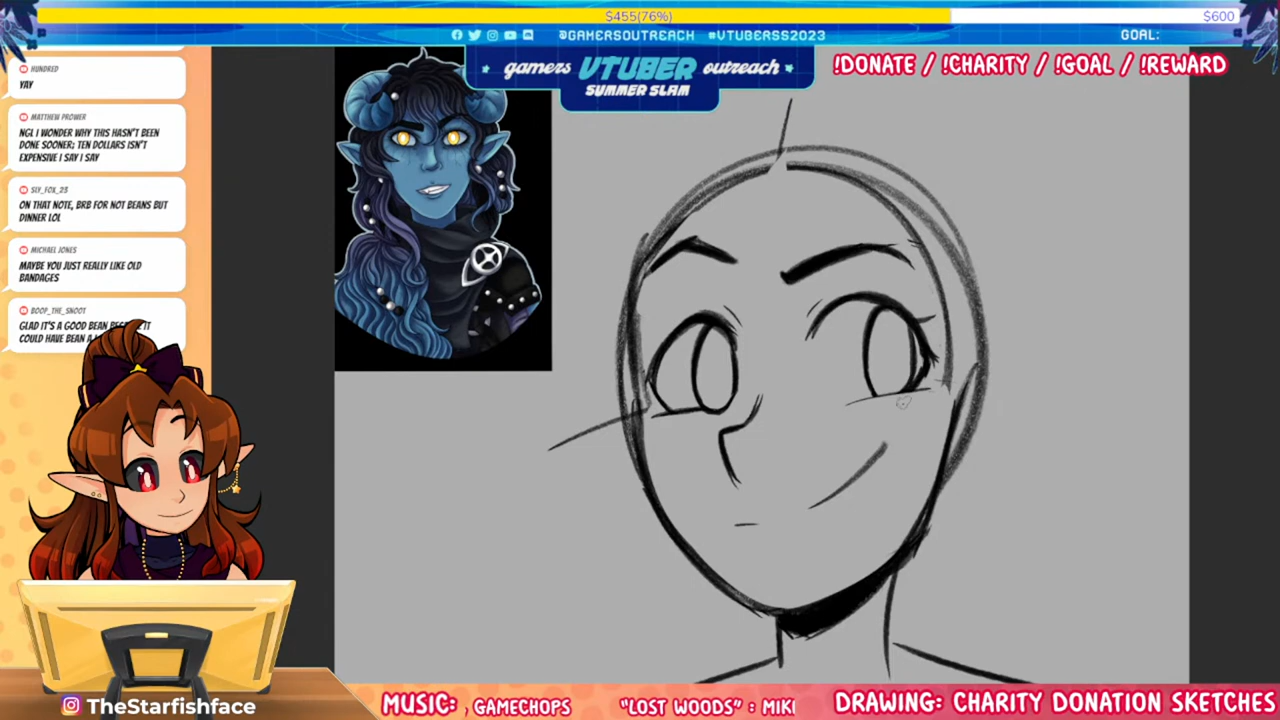 $455(76%)
$600
@GAMERSOUTREACH #VTUBERSS2023
GOAL:
gamers VTUBER outreach
SUMMER SLAM
!DONATE / !CHARITY / !GOAL / !REWARD
HUNDRED
YAY
MATTHEW PROWER
NGL I WONDER WHY THIS HASN'T BEEN
DONE SOONER; TEN DOLLARS ISN'T
EXPENSIVE I SAY I SAY
SLY_FOX_23
ON THAT NOTE, BRB FOR NOT BEANS BUT
DINNER LOL
MICHAEL JONES
MAYBE YOU JUST REALLY LIKE OLD
BANDAGES
BOOP_THE_SNOOT
GLAD IT'S A GOOD BEAN IT
COULD HAVE BEEN A
TheStarfishface
MUSIC: , GAMECHOPS "LOST WOODS" : MIKI
DRAWING: CHARITY DONATION SKETCHES